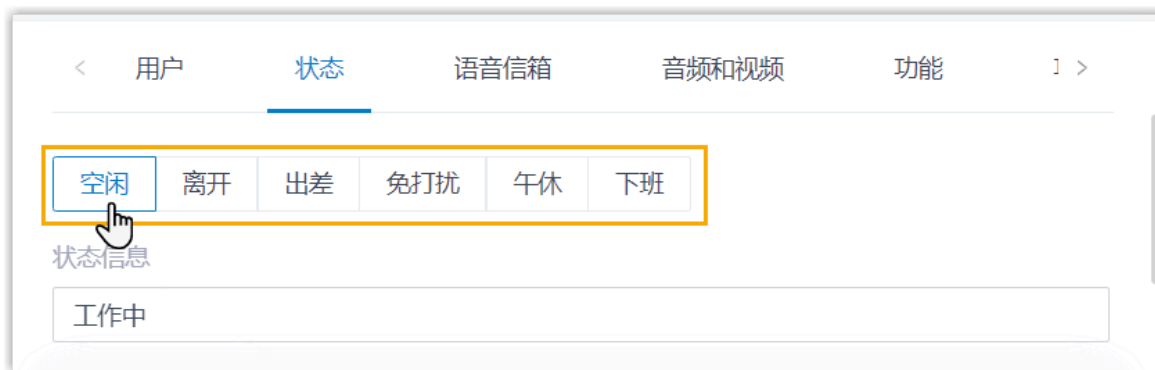 用户 状态 语音信箱 音频和视频 功能
空闲 离开 出差 免打扰 午休 下班
状态信息
工作中